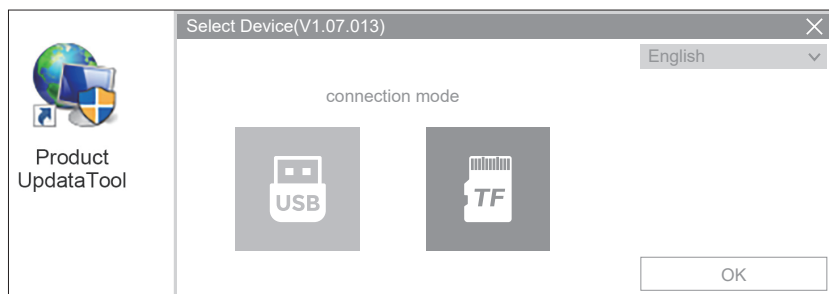 Select Device(V1.07.013)
English
connection mode
Product
UpdataTool
USB
TF
OK